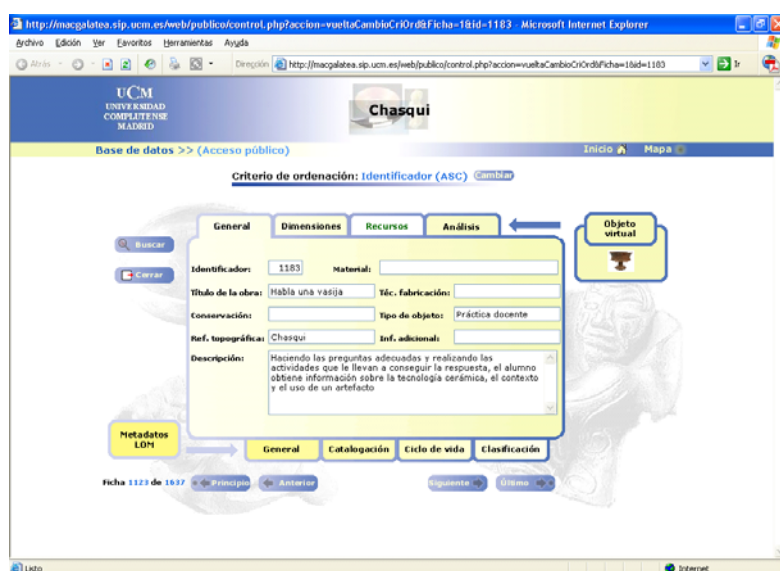 http://macgalatea.sip.ucm.es/web/publico/control.php?accion=vueltaCambioCriOrd&Ficha=1&id=1183 - Microsoft Internet Explorer
Archivo Edición Ver Favoritos Herramientas Ayuda
Atrás Dirección http://macgalatea.sip.ucm.es/web/publico/control.php?accion=vueltaCambioCriOrd&Ficha=1&id=1183 Ir
UCM
UNIVERSIDAD
COMPLUTENSE
MADRID
Chasqui
Base de datos >> (Acceso público) Inicio Mapa
Criterio de ordenación: Identificador (ASC) Cambiar
General Dimensiones Recursos Análisis
Objeto
virtual
Buscar
Cerrar
Identificador: 1183 Material:
Título de la obra: Habla una vasija Téc. fabricación:
Conservación: Tipo de objeto: Práctica docente
Ref. topográfica: Chasqui Inf. adicional:
Descripción: Haciendo las preguntas adecuadas y realizando las
actividades que le llevan a conseguir la respuesta, el alumno
obtiene información sobre la tecnología cerámica, el contexto
y el uso de un artefacto
Metadatos
LOM
General Catalogación Ciclo de vida Clasificación
Ficha 1123 de 1637 Principio Anterior Siguiente Último
Listo Internet